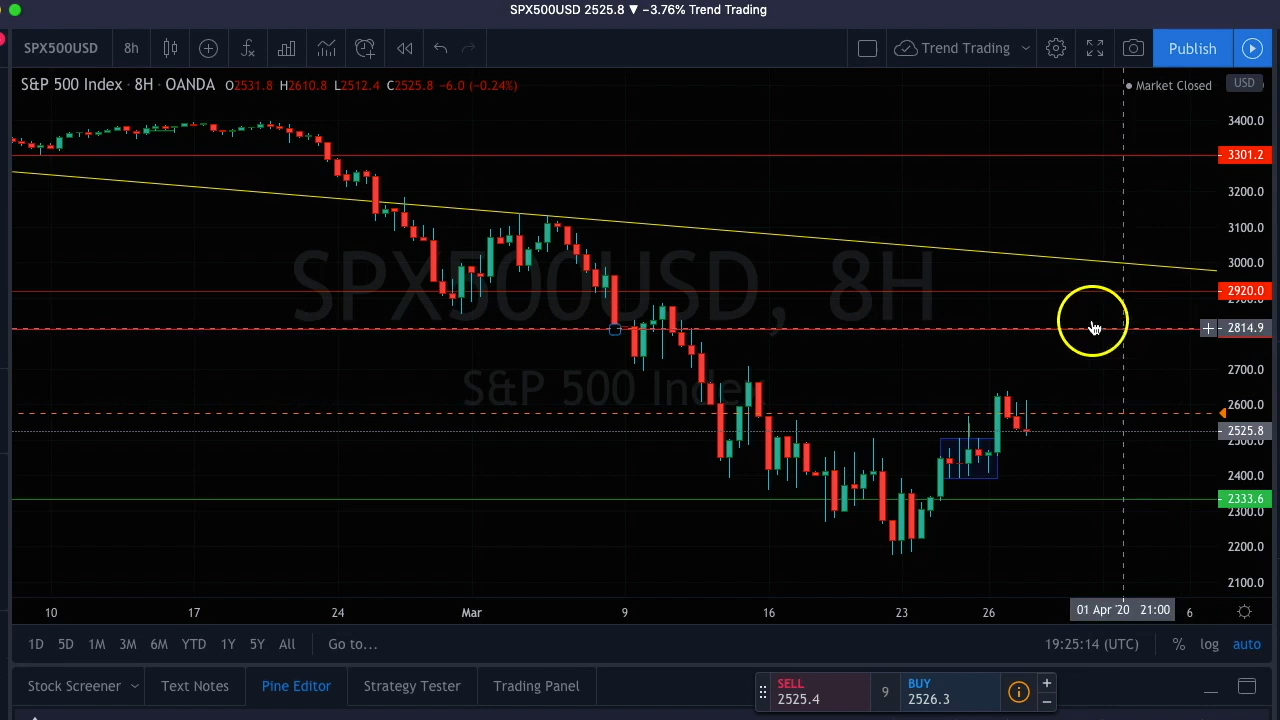 SPX500USD 2525.8 ▼ −3.76% Trend Trading
SPX500USD 8h Trend Trading Publish
S&P 500 Index · 8H · OANDA O2531.8 H2610.8 L2512.4 C2525.8 −6.0 (−0.24%)
Market Closed USD
3400.0
3301.2
3200.0
3100.0
3000.0
SPX500USD, 8H
2920.0
2814.9
2700.0
S&P 500 Index
2600.0
2525.8
2500.0
2400.0
2333.6
2300.0
2200.0
2100.0
10 17 24 Mar 9 16 23 26 01 Apr '20 21:00 6
1D 5D 1M 3M 6M YTD 1Y 5Y All Go to... 19:25:14 (UTC) % log auto
Stock Screener Text Notes Pine Editor Strategy Tester Trading Panel
SELL 2525.4 9 BUY 2526.3